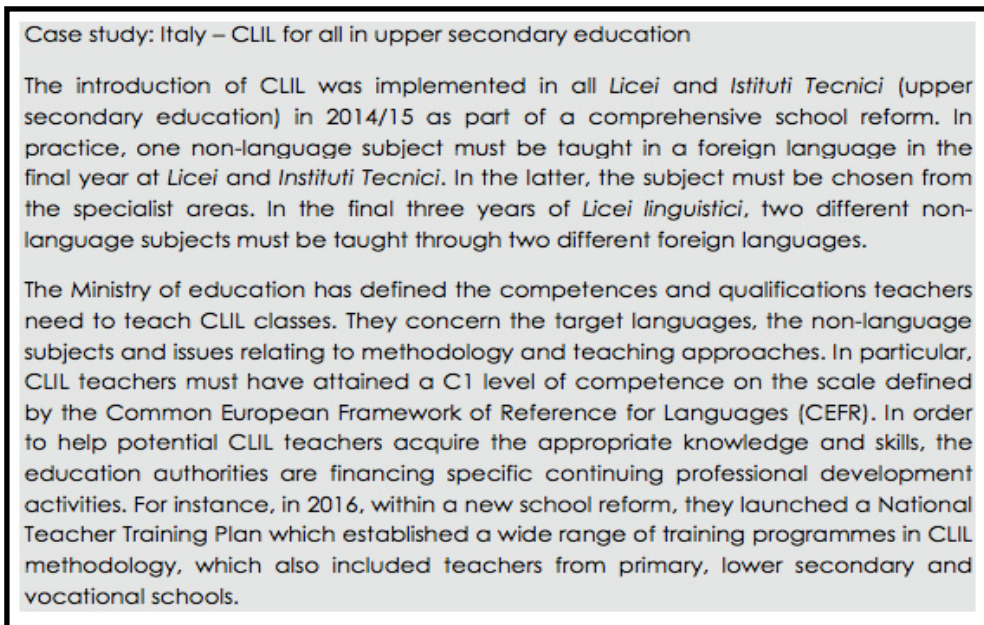 Case study: Italy – CLIL for all in upper secondary education
The introduction of CLIL was implemented in all Licei and Istituti Tecnici (upper
secondary education) in 2014/15 as part of a comprehensive school reform. In
practice, one non-language subject must be taught in a foreign language in the
final year at Licei and Instituti Tecnici. In the latter, the subject must be chosen from
the specialist areas. In the final three years of Licei linguistici, two different non-
language subjects must be taught through two different foreign languages.
The Ministry of education has defined the competences and qualifications teachers
need to teach CLIL classes. They concern the target languages, the non-language
subjects and issues relating to methodology and teaching approaches. In particular,
CLIL teachers must have attained a C1 level of competence on the scale defined
by the Common European Framework of Reference for Languages (CEFR). In order
to help potential CLIL teachers acquire the appropriate knowledge and skills, the
education authorities are financing specific continuing professional development
activities. For instance, in 2016, within a new school reform, they launched a National
Teacher Training Plan which established a wide range of training programmes in CLIL
methodology, which also included teachers from primary, lower secondary and
vocational schools.